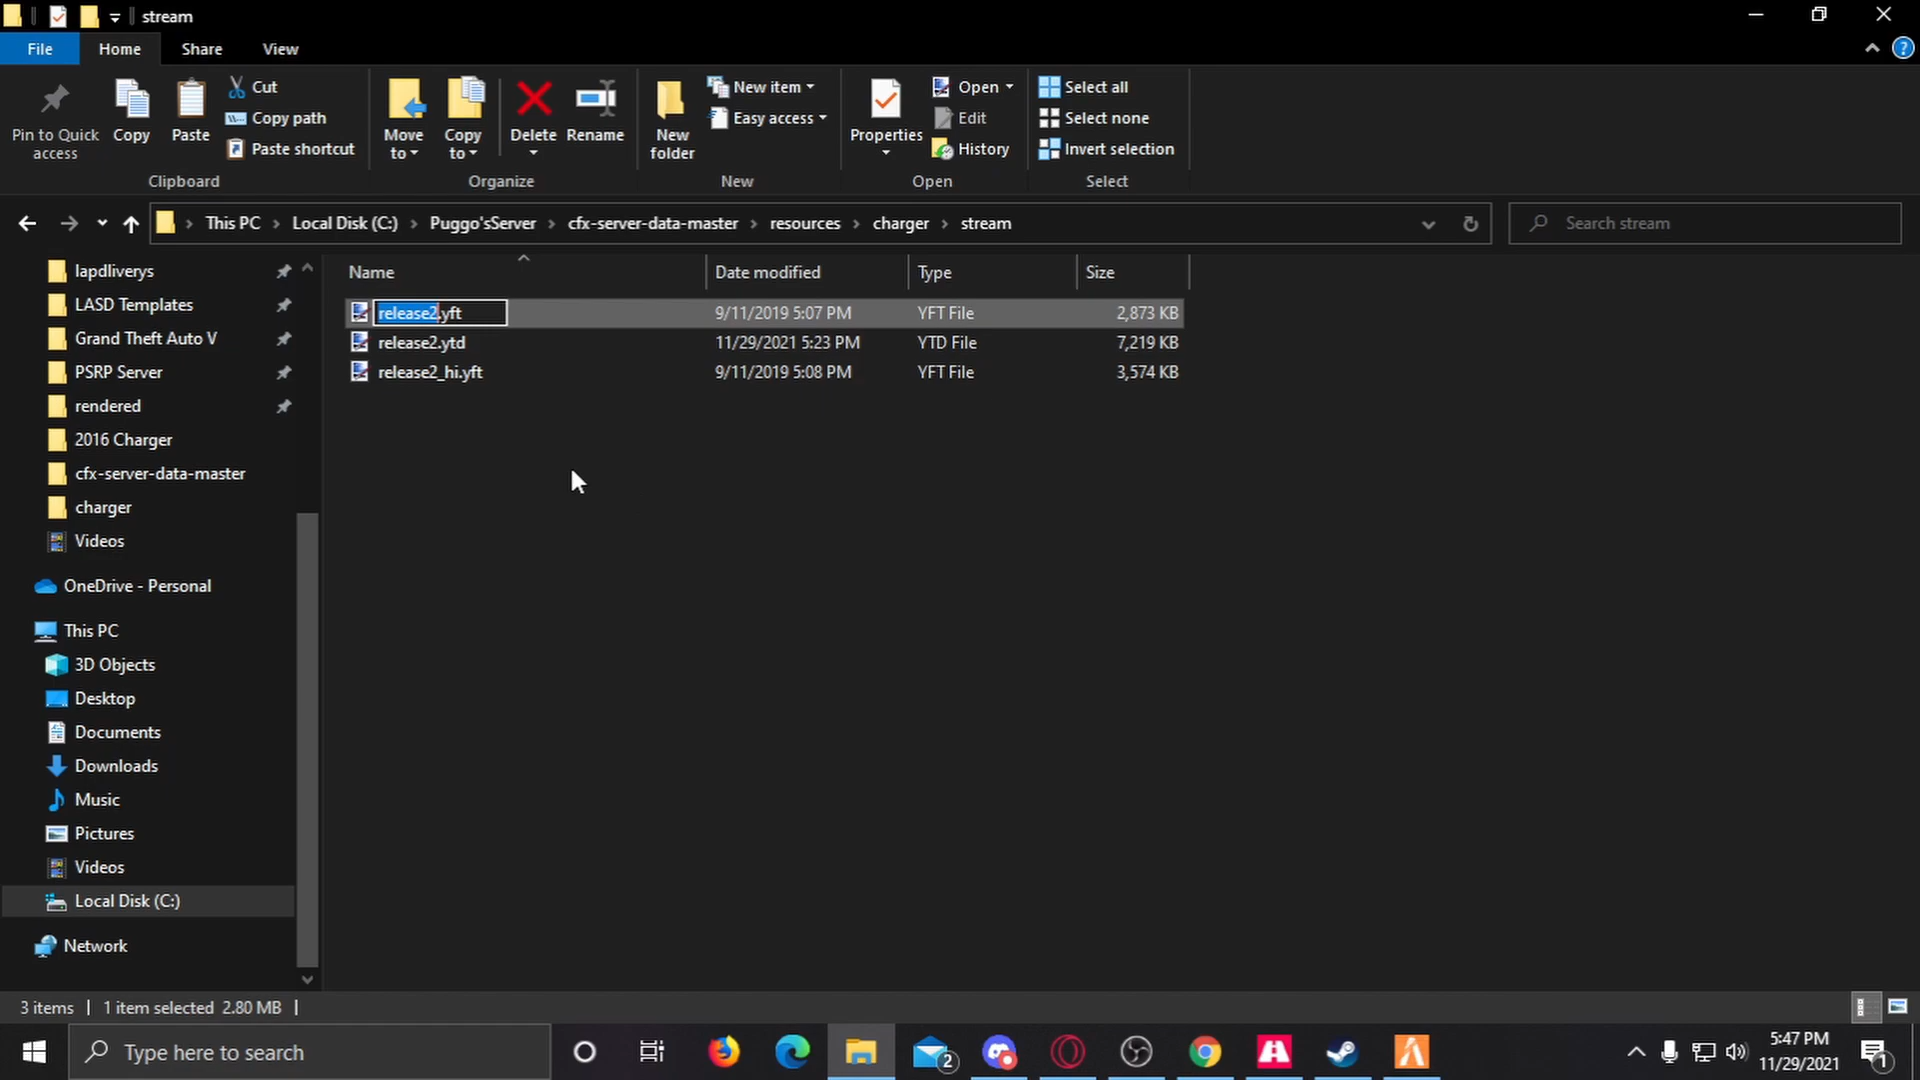 stream
File Home Share View
Pin to Quick access
Copy
Paste
Cut
Copy path
Paste shortcut
Clipboard
Move to
Copy to
Delete
Rename
Organize
New folder
New item
Easy access
New
Properties
Open
Edit
History
Open
Select all
Select none
Invert selection
Select
This PC > Local Disk (C:) > Puggo'sServer > cfx-server-data-master > resources > charger > stream
Search stream
lapdliverys
LASD Templates
Grand Theft Auto V
PSRP Server
rendered
2016 Charger
cfx-server-data-master
charger
Videos
OneDrive - Personal
This PC
3D Objects
Desktop
Documents
Downloads
Music
Pictures
Videos
Local Disk (C:)
Network
Name Date modified Type Size
release2.yft 9/11/2019 5:07 PM YFT File 2,873 KB
release2.ytd 11/29/2021 5:23 PM YTD File 7,219 KB
release2_hi.yft 9/11/2019 5:08 PM YFT File 3,574 KB
3 items 1 item selected 2.80 MB
Type here to search
2
5:47 PM
11/29/2021
1